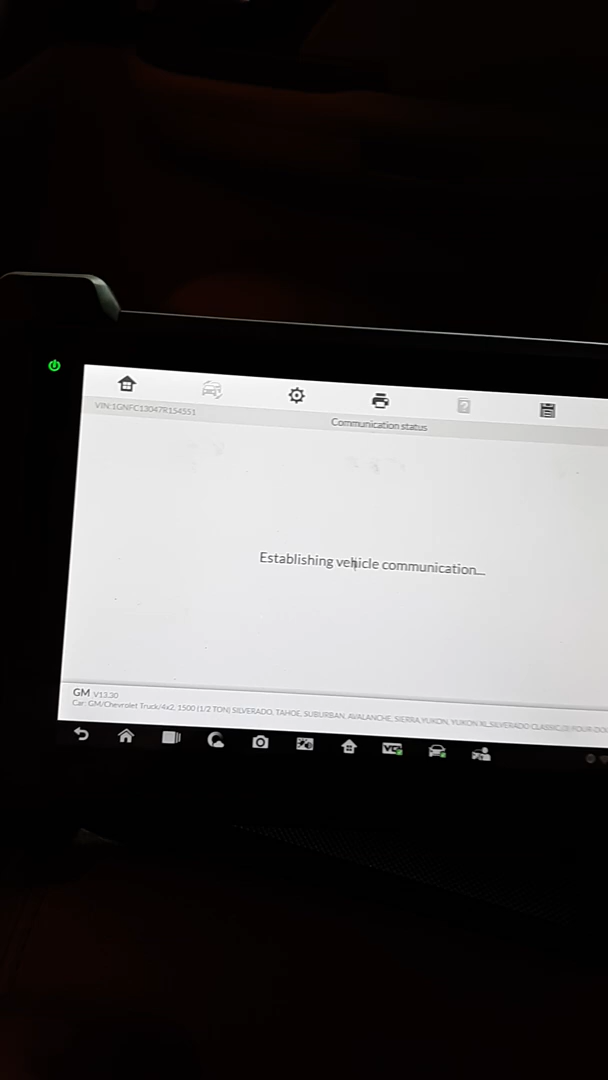 VIN:1GNFC13047R154551
Communication status
Establishing vehicle communication...
GM V13.30
Car: GM/Chevrolet Truck/4x2, 1500 (1/2 TON) SILVERADO, TAHOE, SUBURBAN, AVALANCHE, SIERRA,YUKON, YUKON XL,SILVERADO CLASSIC,(3) FOUR-DO